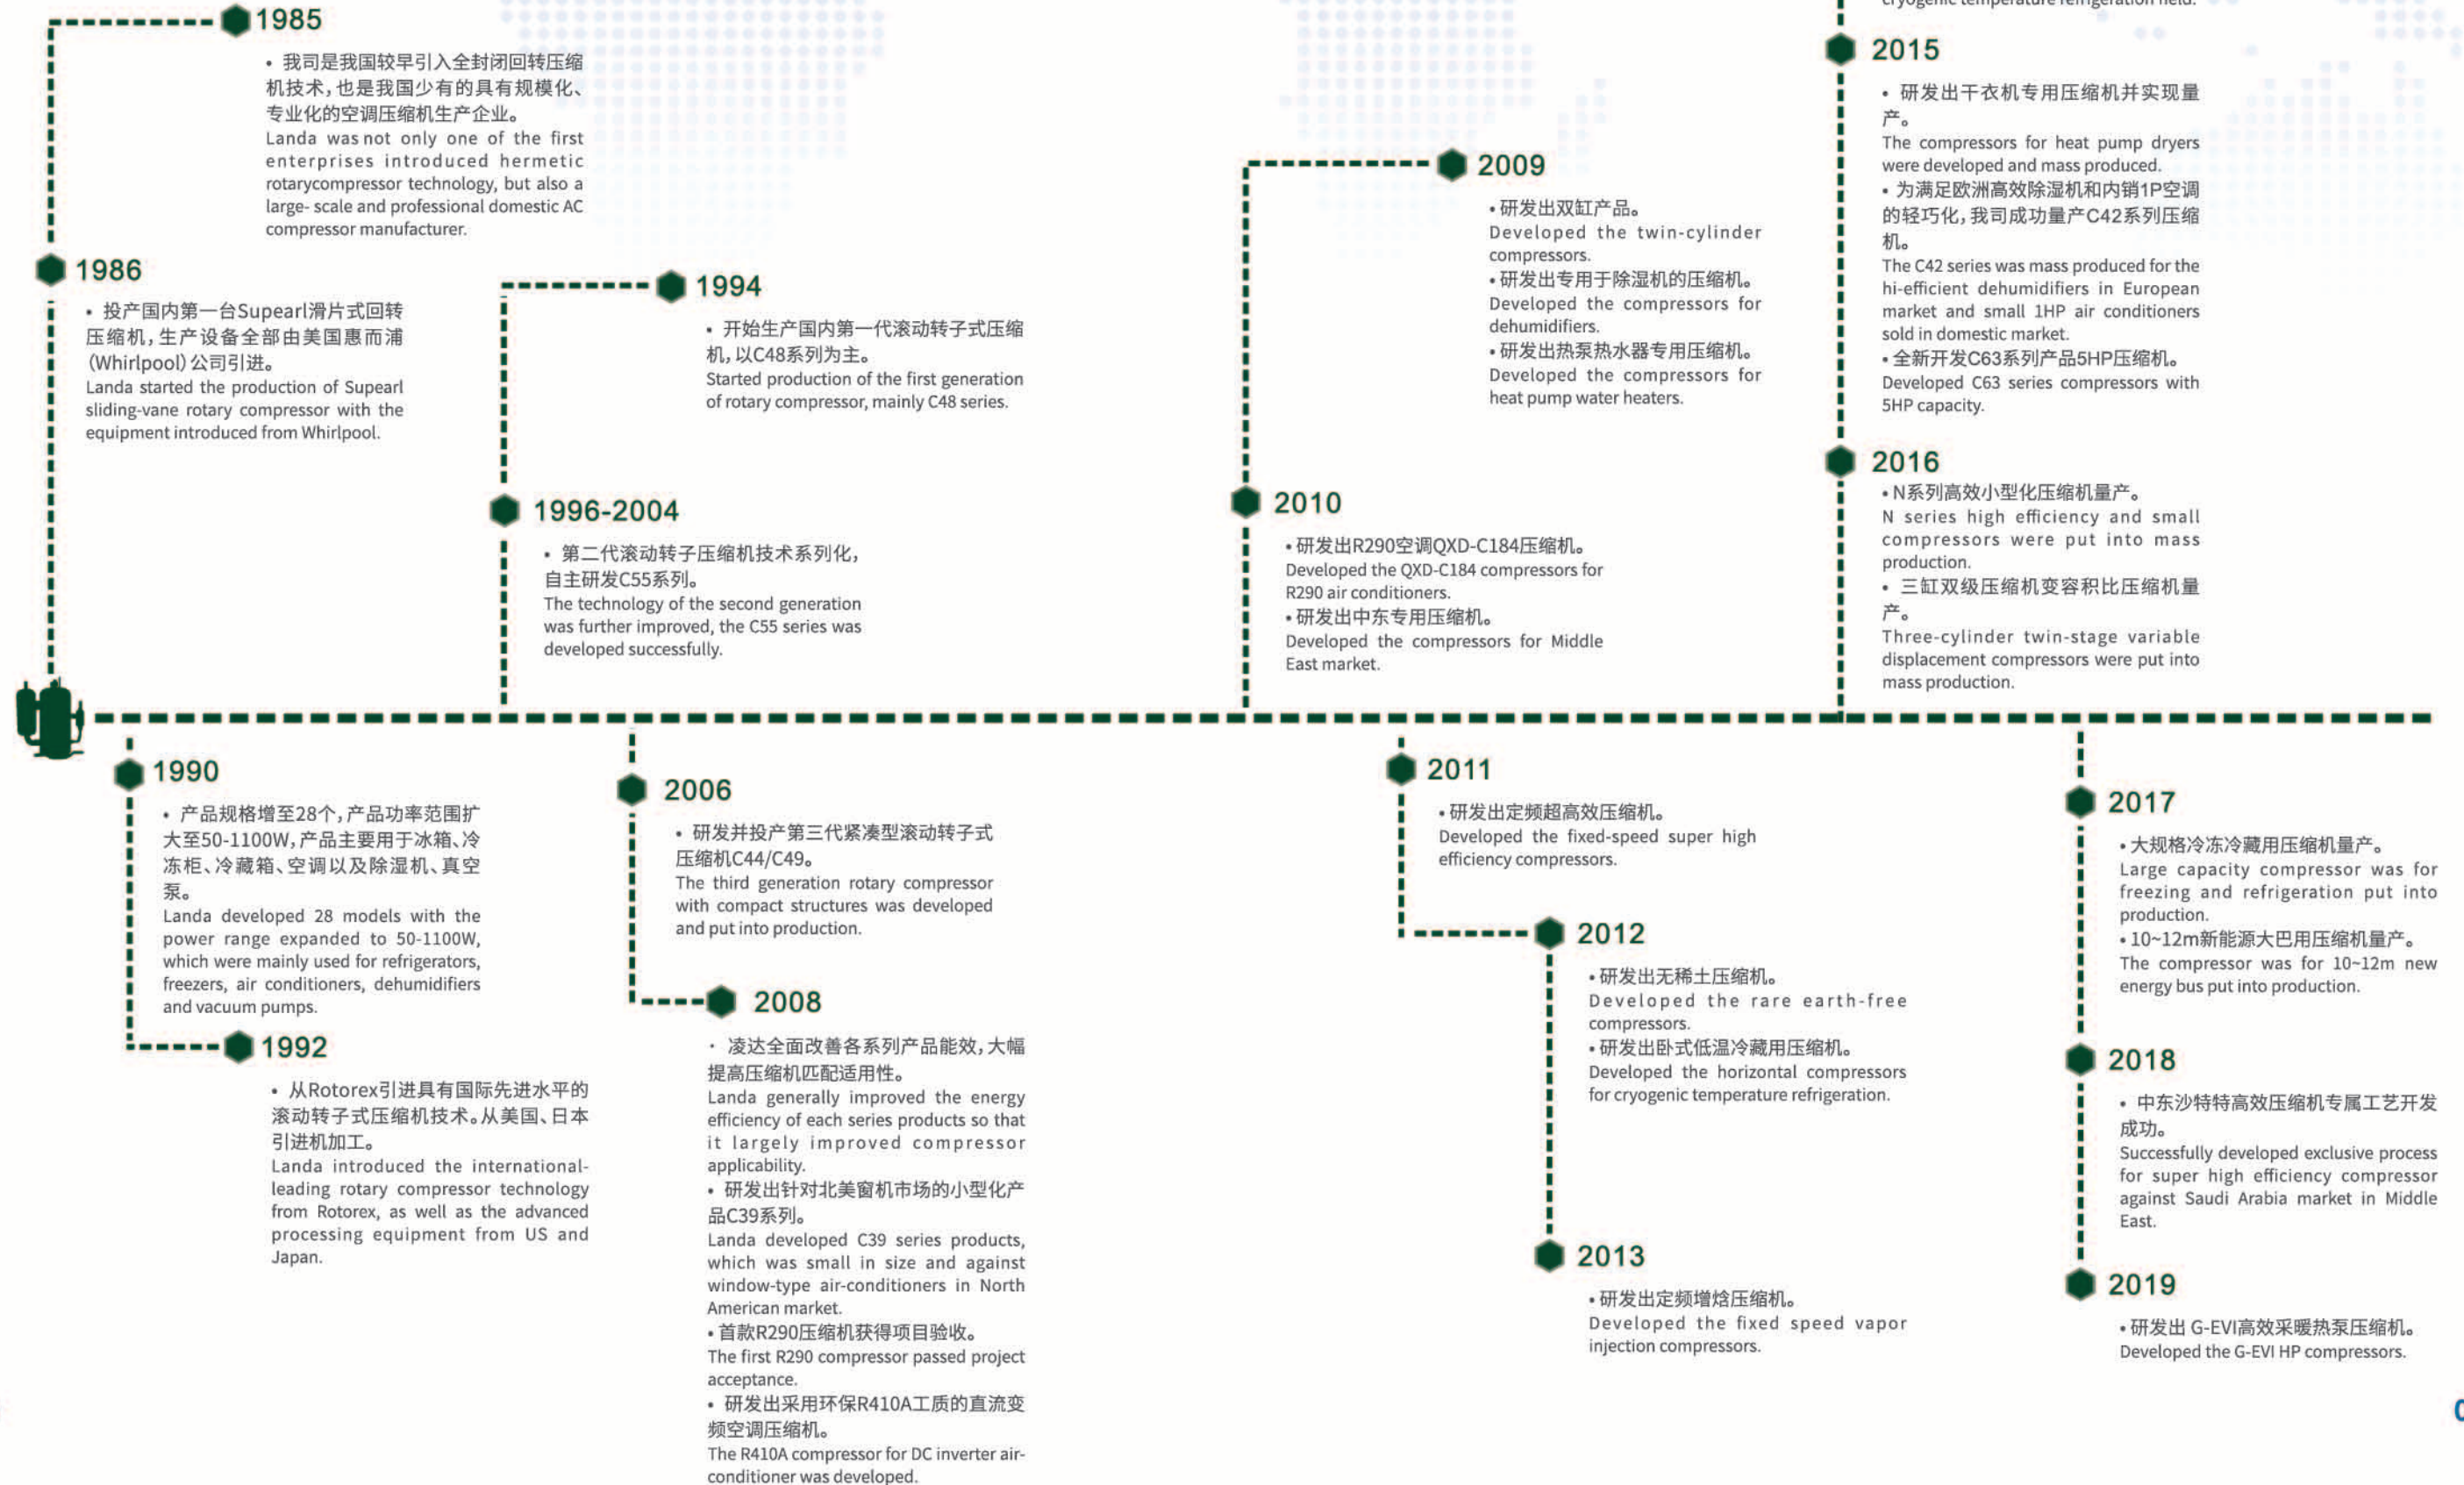 1985
• 我司是我国较早引入全封闭回转压缩
机技术,也是我国少有的具有规模化、
专业化的空调压缩机生产企业。
Landa was not only one of the first
enterprises introduced hermetic
rotarycompressor technology, but also a
large- scale and professional domestic AC
compressor manufacturer.
1986
• 投产国内第一台Supearl滑片式回转
压缩机,生产设备全部由美国惠而浦
(Whirlpool)公司引进。
Landa started the production of Supearl
sliding-vane rotary compressor with the
equipment introduced from Whirlpool.
1990
• 产品规格增至28个,产品功率范围扩
大至50-1100W,产品主要用于冰箱、冷
冻柜、冷藏箱、空调以及除湿机、真空
泵。
Landa developed 28 models with the
power range expanded to 50-1100W,
which were mainly used for refrigerators,
freezers, air conditioners, dehumidifiers
and vacuum pumps.
1992
• 从Rotorex引进具有国际先进水平的
滚动转子式压缩机技术。从美国、日本
引进机加工。
Landa introduced the international-
leading rotary compressor technology
from Rotorex, as well as the advanced
processing equipment from US and
Japan.
1994
• 开始生产国内第一代滚动转子式压缩
机,以C48系列为主。
Started production of the first generation
of rotary compressor, mainly C48 series.
1996-2004
• 第二代滚动转子压缩机技术系列化,
自主研发C55系列。
The technology of the second generation
was further improved, the C55 series was
developed successfully.
2006
• 研发并投产第三代紧凑型滚动转子式
压缩机C44/C49。
The third generation rotary compressor
with compact structures was developed
and put into production.
2008
· 凌达全面改善各系列产品能效,大幅
提高压缩机匹配适用性。
Landa generally improved the energy
efficiency of each series products so that
it largely improved compressor
applicability.
• 研发出针对北美窗机市场的小型化产
品C39系列。
Landa developed C39 series products,
which was small in size and against
window-type air-conditioners in North
American market.
• 首款R290压缩机获得项目验收。
The first R290 compressor passed project
acceptance.
• 研发出采用环保R410A工质的直流变
频空调压缩机。
The R410A compressor for DC inverter air-
conditioner was developed.
2009
• 研发出双缸产品。
Developed the twin-cylinder
compressors.
• 研发出专用于除湿机的压缩机。
Developed the compressors for
dehumidifiers.
• 研发出热泵热水器专用压缩机。
Developed the compressors for
heat pump water heaters.
2010
• 研发出R290空调QXD-C184压缩机。
Developed the QXD-C184 compressors for
R290 air conditioners.
• 研发出中东专用压缩机。
Developed the compressors for Middle
East market.
2011
• 研发出定频超高效压缩机。
Developed the fixed-speed super high
efficiency compressors.
2012
• 研发出无稀土压缩机。
Developed the rare earth-free
compressors.
• 研发出卧式低温冷藏用压缩机。
Developed the horizontal compressors
for cryogenic temperature refrigeration.
2013
• 研发出定频增焓压缩机。
Developed the fixed speed vapor
injection compressors.
cryogenic temperature refrigeration field.
2015
• 研发出干衣机专用压缩机并实现量
产。
The compressors for heat pump dryers
were developed and mass produced.
• 为满足欧洲高效除湿机和内销1P空调
的轻巧化,我司成功量产C42系列压缩
机。
The C42 series was mass produced for the
hi-efficient dehumidifiers in European
market and small 1HP air conditioners
sold in domestic market.
• 全新开发C63系列产品5HP压缩机。
Developed C63 series compressors with
5HP capacity.
2016
• N系列高效小型化压缩机量产。
N series high efficiency and small
compressors were put into mass
production.
• 三缸双级压缩机变容积比压缩机量
产。
Three-cylinder twin-stage variable
displacement compressors were put into
mass production.
2017
• 大规格冷冻冷藏用压缩机量产。
Large capacity compressor was for
freezing and refrigeration put into
production.
• 10~12m新能源大巴用压缩机量产。
The compressor was for 10~12m new
energy bus put into production.
2018
• 中东沙特特高效压缩机专属工艺开发
成功。
Successfully developed exclusive process
for super high efficiency compressor
against Saudi Arabia market in Middle
East.
2019
• 研发出 G-EVI高效采暖热泵压缩机。
Developed the G-EVI HP compressors.